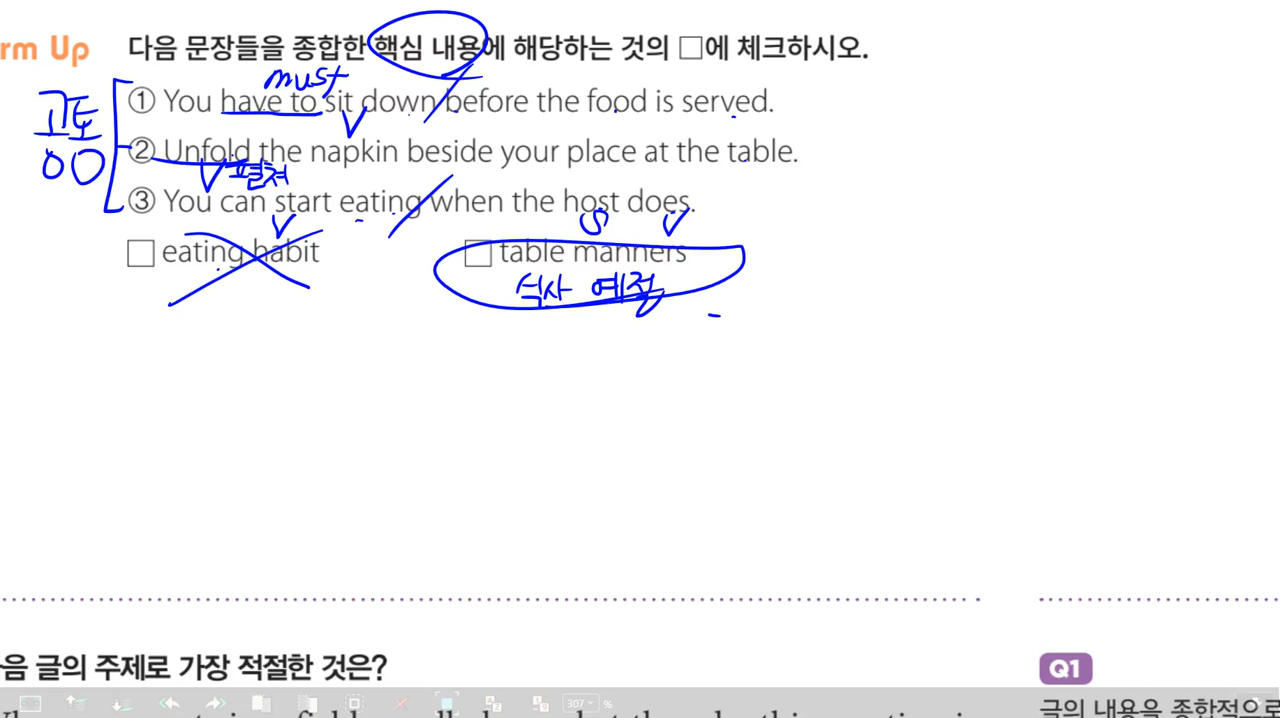 rm Up 다음 문장들을 종합한 핵심 내용에 해당하는 것의 □에 체크하시오.
must
① You have to sit down before the food is served.
고토
V
② Unfold the napkin beside your place at the table.
V 펼쳐
③ You can start eating when the host does.
V S V
□ eating habit □ table manners
식사 예절
음 글의 주제로 가장 적절한 것은?
Q1
글의 내용을 종합적으로
307 %